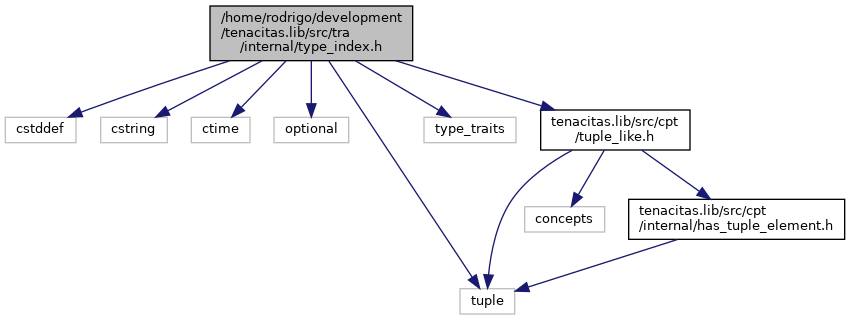 /home/rodrigo/development
/tenacitas.lib/src/tra
/internal/type_index.h
cstddef
cstring
ctime
optional
type_traits
tenacitas.lib/src/cpt
/tuple_like.h
concepts
tenacitas.lib/src/cpt
/internal/has_tuple_element.h
tuple